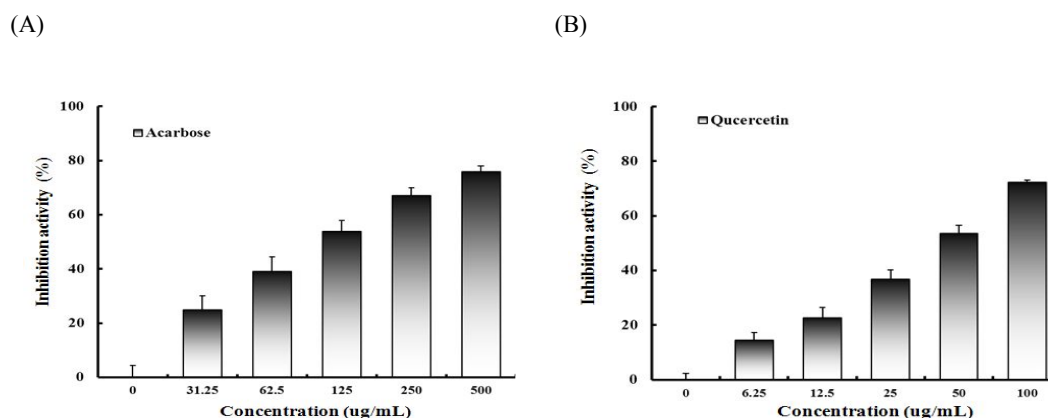 (A)
(B)
100
80
60
40
20
0
Inhibition activity (%)
Acarbose
0 31.25 62.5 125 250 500
Concentration (ug/mL)
100
80
60
40
20
0
Inhibition activity (%)
Qucercetin
0 6.25 12.5 25 50 100
Concentration (ug/mL)